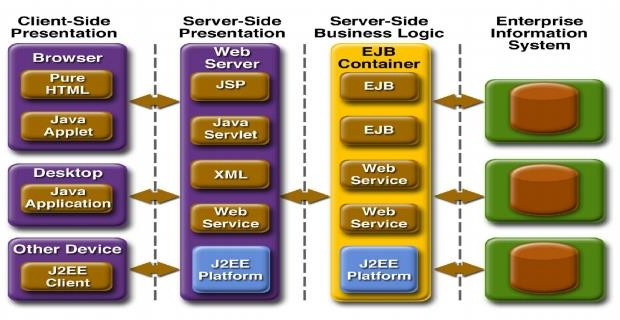 Client-Side
Presentation
Server-Side
Presentation
Server-Side
Business Logic
Enterprise
Information
System
Browser
Pure
HTML
Java
Applet
Desktop
Java
Application
Other Device
J2EE
Client
Web
Server
JSP
Java
Servlet
XML
Web
Service
J2EE
Platform
EJB
Container
EJB
EJB
Web
Service
Web
Service
J2EE
Platform